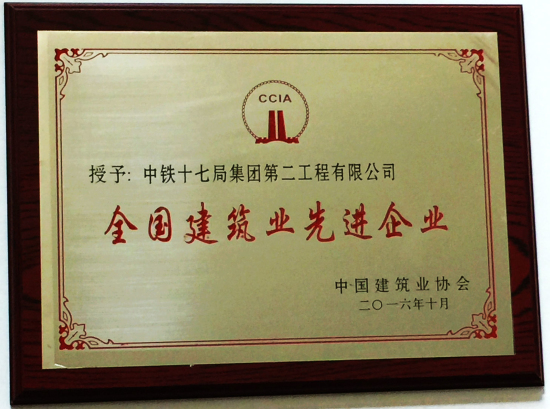 CCIA
授予：中铁十七局集团第二工程有限公司
全国建筑业先进企业
中国建筑业协会
二〇一六年十月